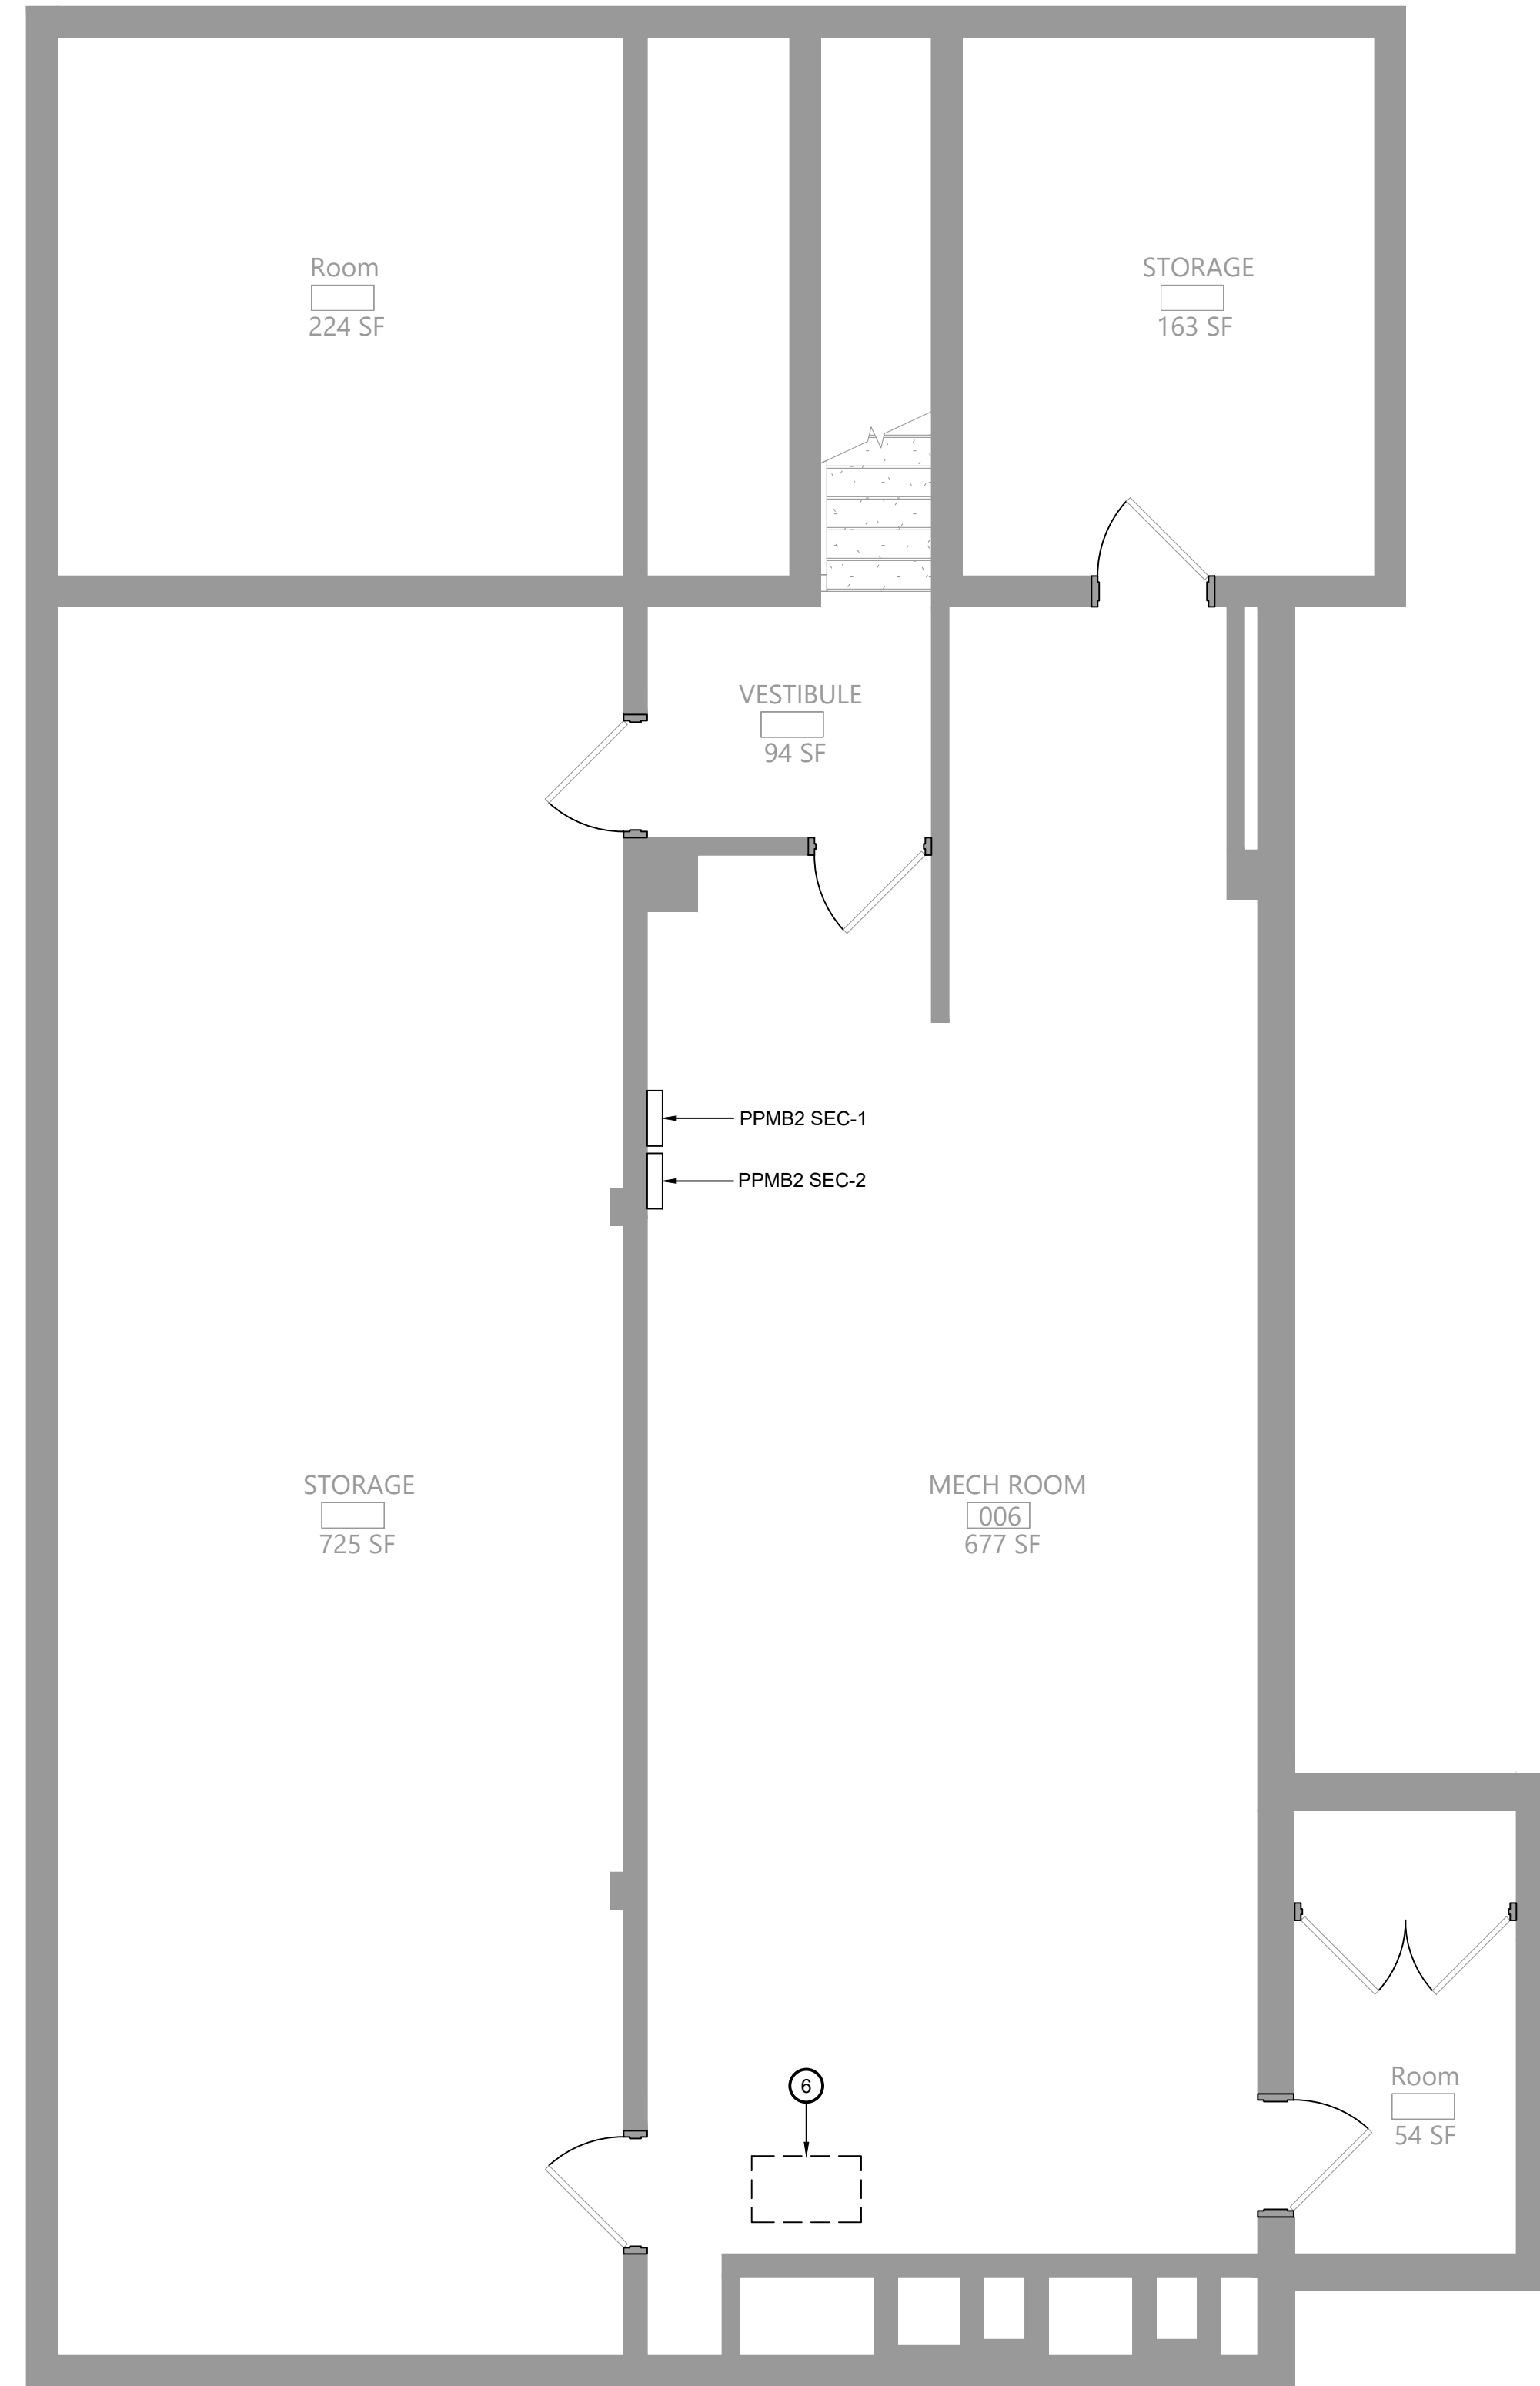 Room
224 SF
STORAGE
163 SF
VESTIBULE
94 SF
PPMB2 SEC-1
PPMB2 SEC-2
STORAGE
725 SF
MECH ROOM
006
677 SF
6
Room
54 SF